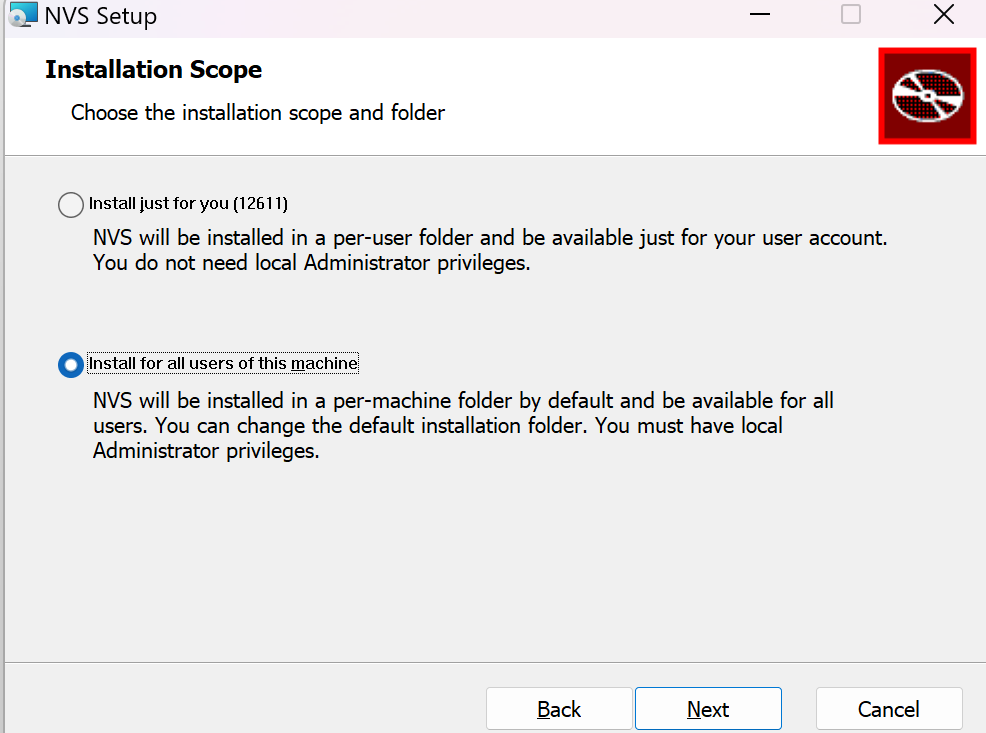 NVS Setup
Installation Scope
Choose the installation scope and folder
Install just for you (12611)
NVS will be installed in a per-user folder and be available just for your user account.
You do not need local Administrator privileges.
Install for all users of this machine
NVS will be installed in a per-machine folder by default and be available for all
users. You can change the default installation folder. You must have local
Administrator privileges.
Back Next Cancel